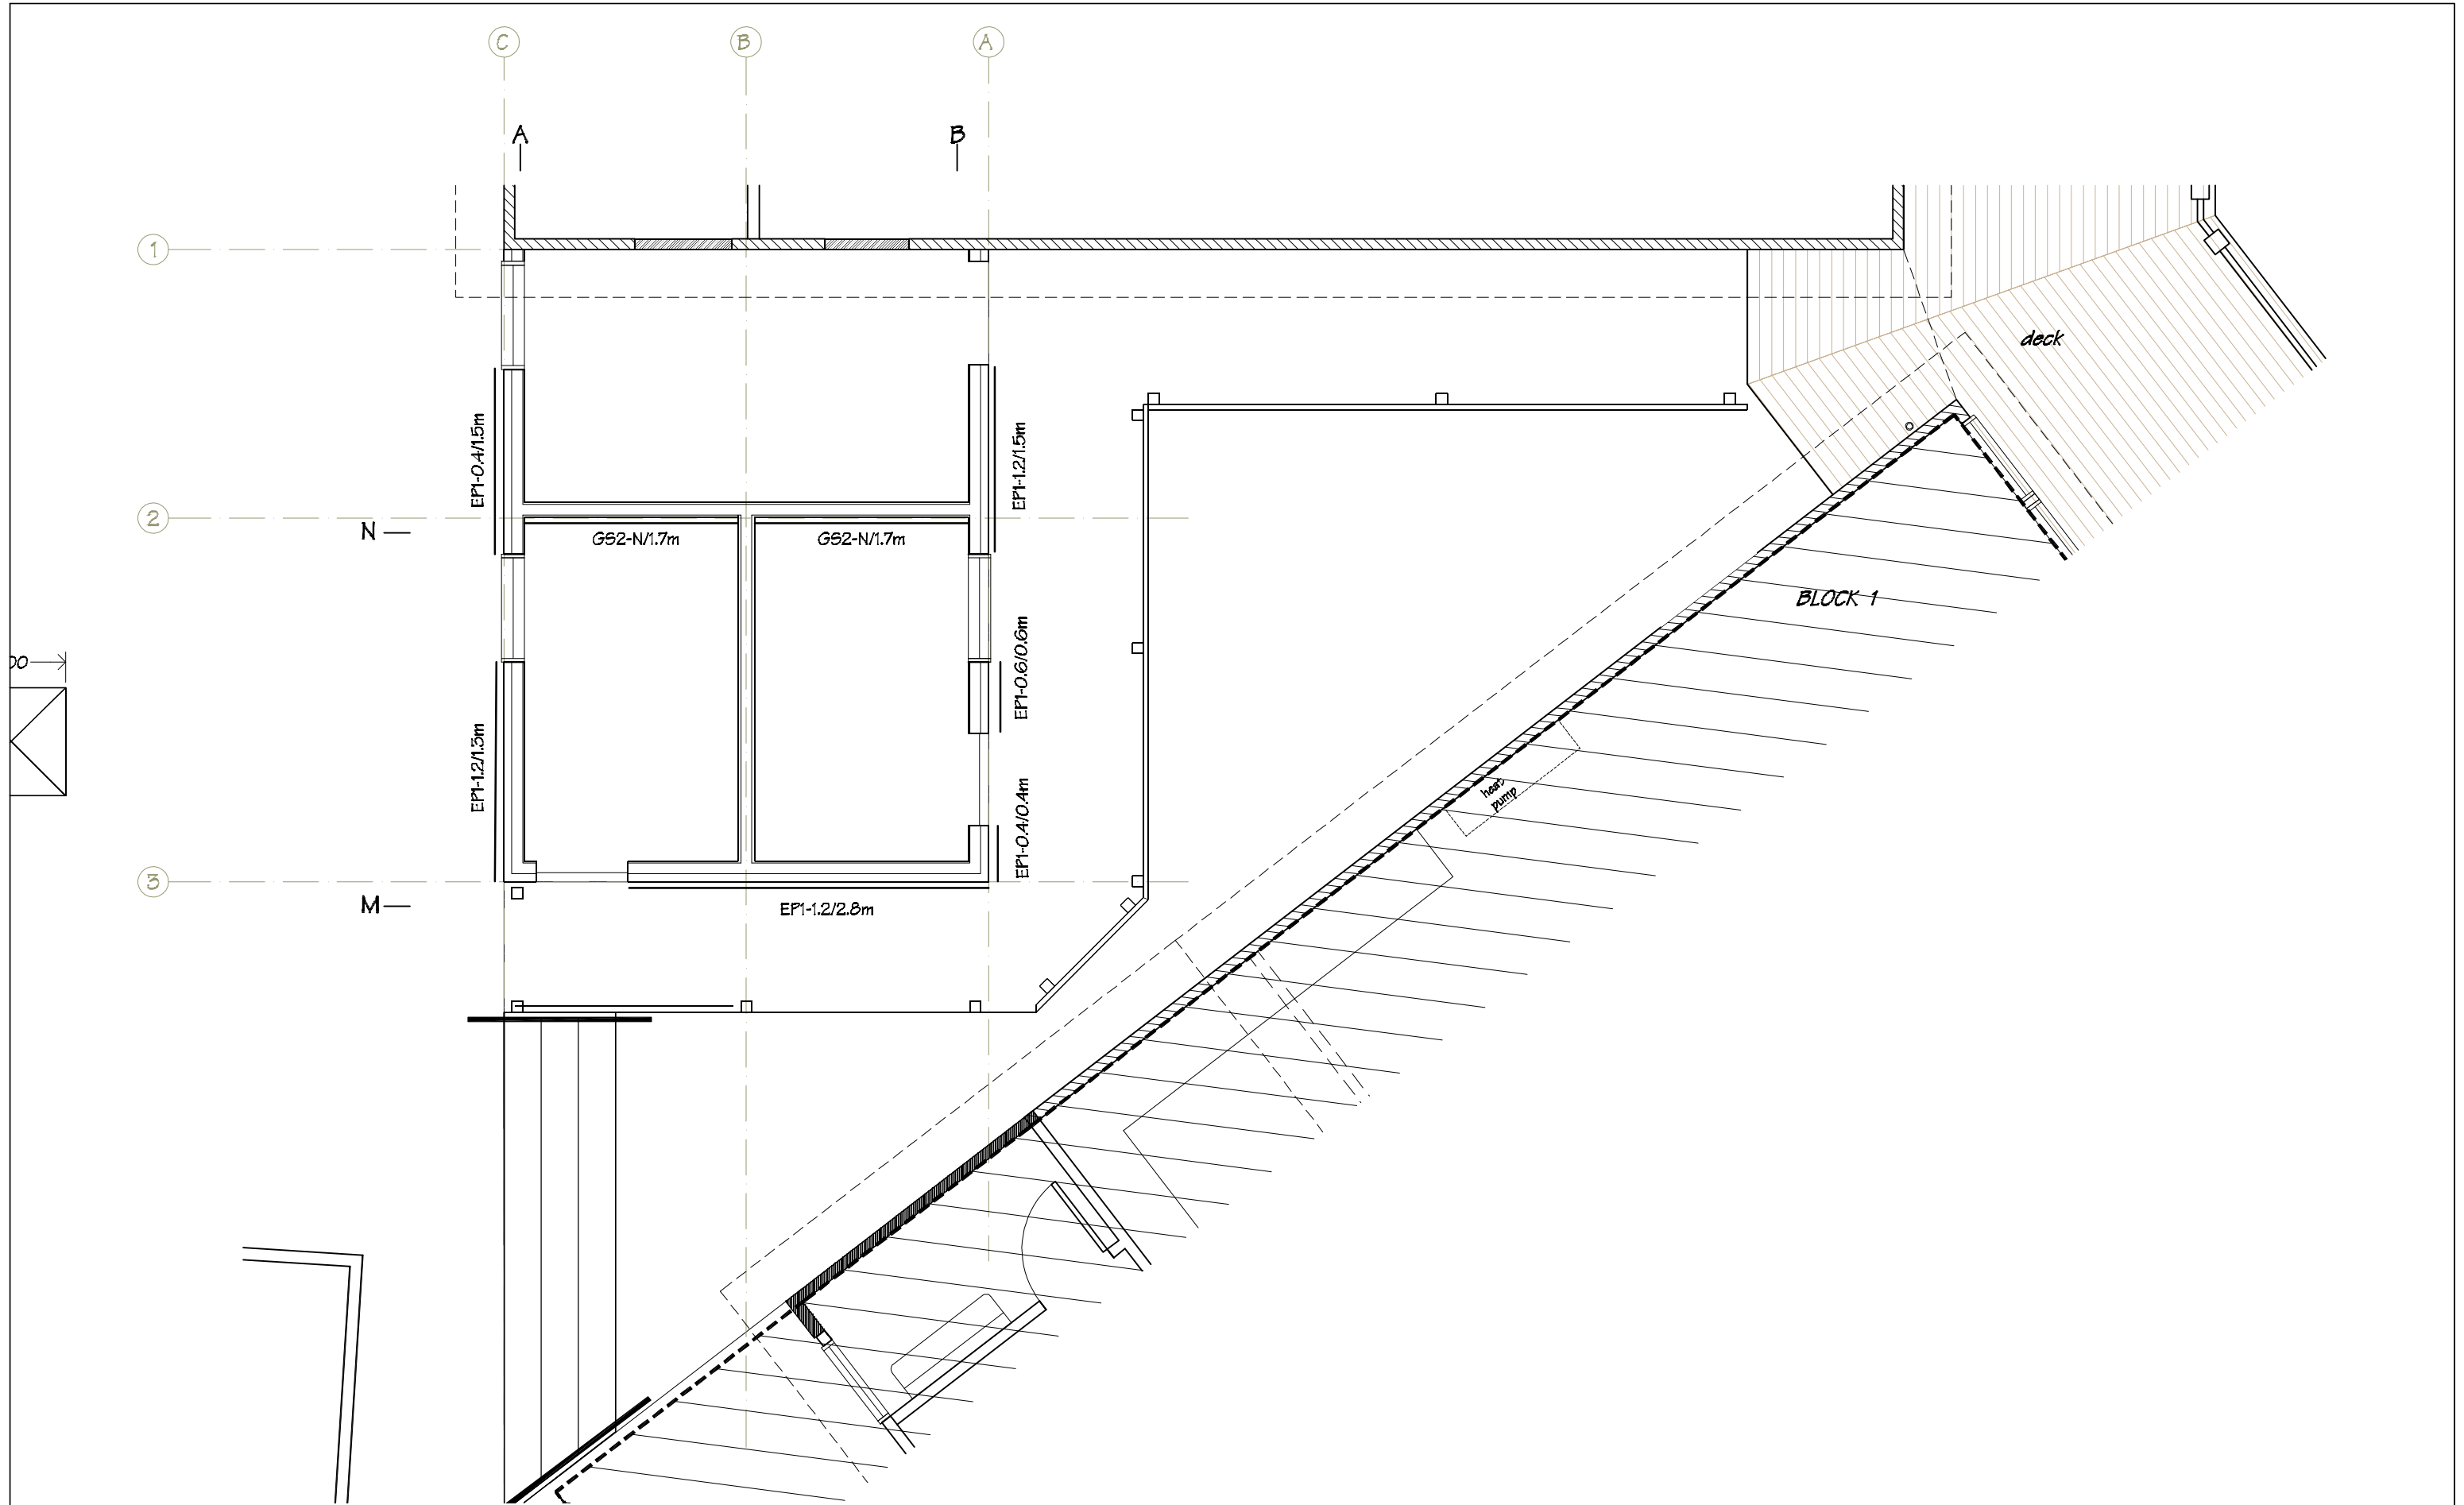 C
B
A
A
B
1
deck
EP1-0.4/1.5m
EP1-1.2/1.5m
2
N
GS2-N/1.7m
GS2-N/1.7m
BLOCK 1
EP1-0.6/0.6m
EP1-1.2/1.3m
heat
pump
EP1-0.4/0.4m
3
M
EP1-1.2/2.8m